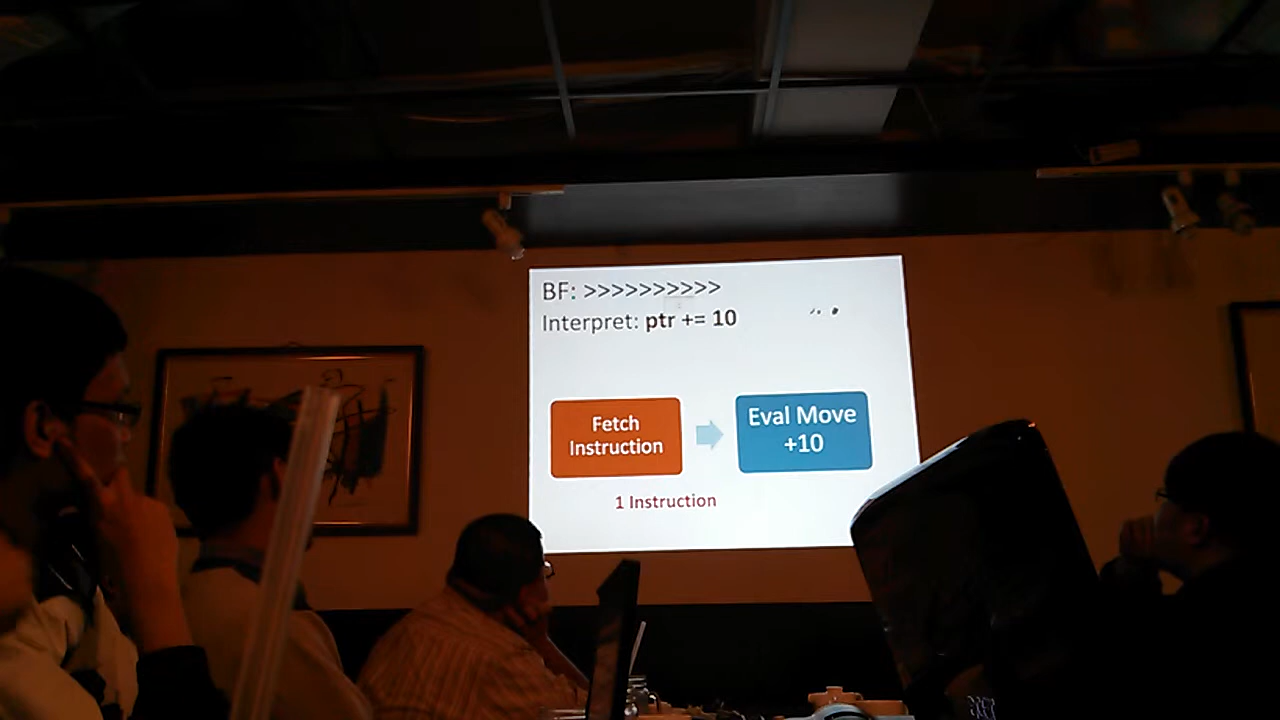 BF: >>>>>>>>>>
Interpret: ptr += 10
Fetch
Instruction
Eval Move
+10
1 Instruction